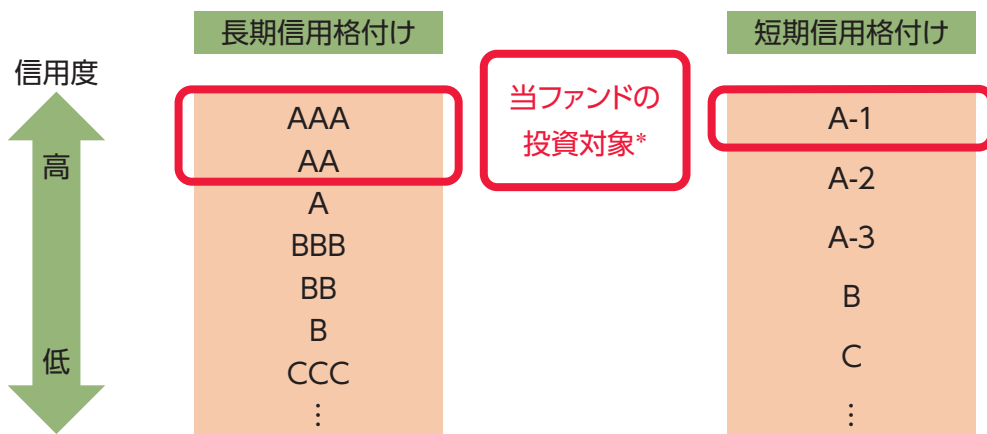 長期信用格付け
短期信用格付け
信用度
高
低
AAA
AA
A
BBB
BB
B
CCC
⋮
当ファンドの
投資対象*
A-1
A-2
A-3
B
C
⋮